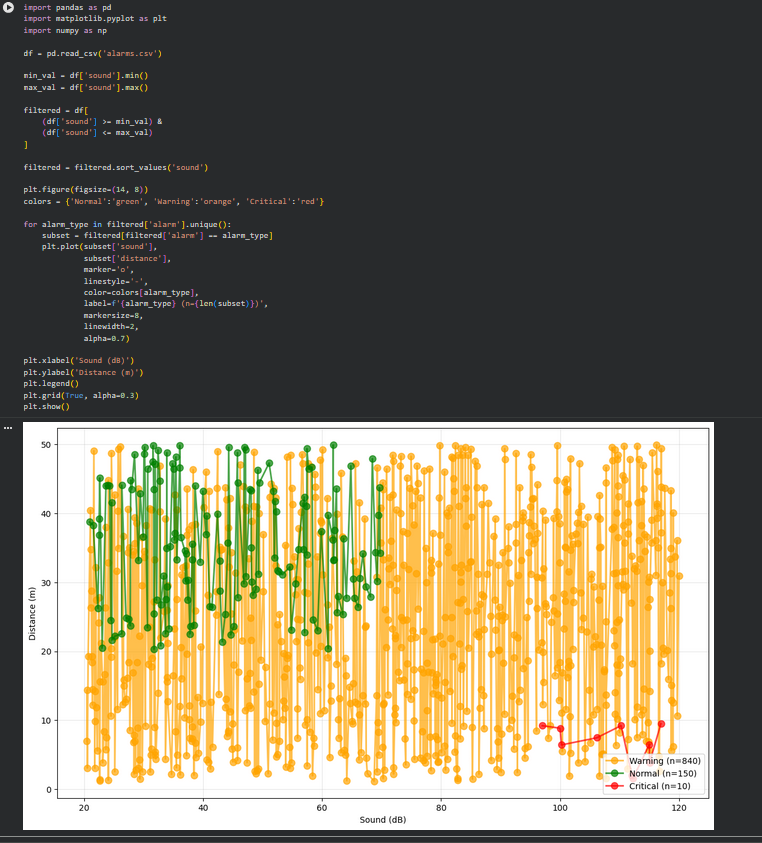 import pandas as pd
import matplotlib.pyplot as plt
import numpy as np
df = pd.read_csv('alarms.csv')
min_val = df['sound'].min()
max_val = df['sound'].max()
filtered = df[
    (df['sound'] >= min_val) &
    (df['sound'] <= max_val)
]
filtered = filtered.sort_values('sound')
plt.figure(figsize=(14, 8))
colors = {'Normal':'green', 'Warning':'orange', 'Critical':'red'}
for alarm_type in filtered['alarm'].unique():
    subset = filtered[filtered['alarm'] == alarm_type]
    plt.plot(subset['sound'],
             subset['distance'],
             marker='o',
             linestyle='-',
             color=colors[alarm_type],
             label=f'{alarm_type} (n={len(subset)})',
             markersize=8,
             linewidth=2,
             alpha=0.7)
plt.xlabel('Sound (dB)')
plt.ylabel('Distance (m)')
plt.legend()
plt.grid(True, alpha=0.3)
plt.show()
50
40
30
20
10
0
Distance (m)
Warning (n=840)
Normal (n=150)
Critical (n=10)
20 40 60 80 100 120
Sound (dB)